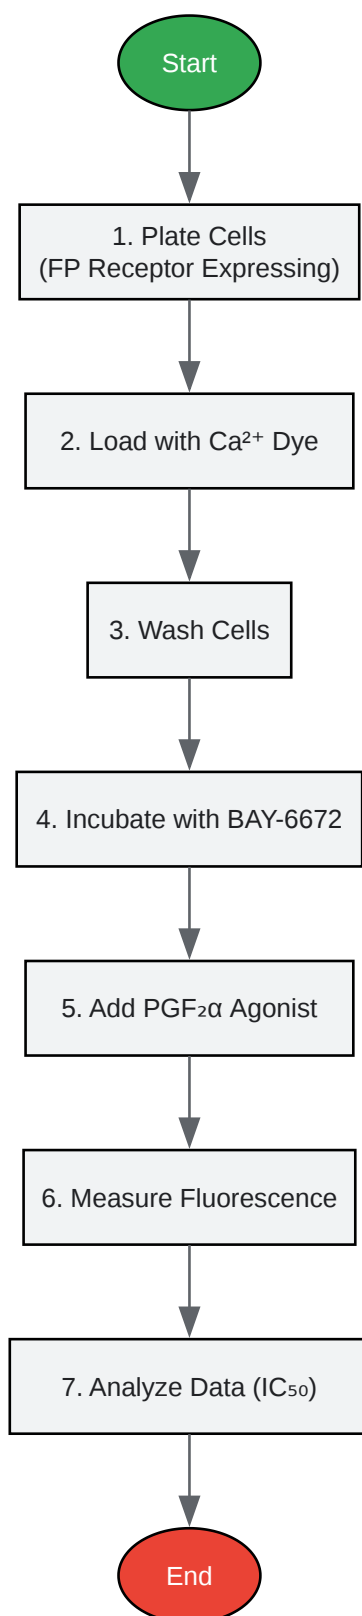 Start
1. Plate Cells
(FP Receptor Expressing)
2. Load with Ca²⁺ Dye
3. Wash Cells
4. Incubate with BAY-6672
5. Add PGF₂α Agonist
6. Measure Fluorescence
7. Analyze Data (IC₅₀)
End